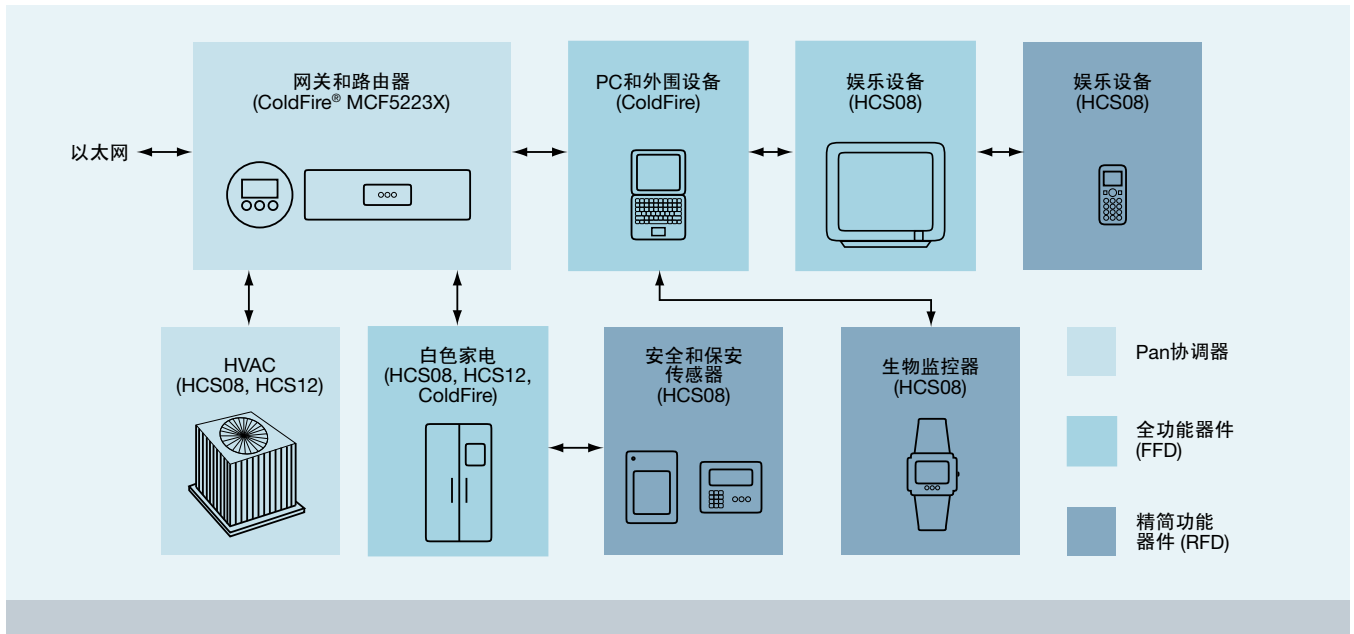 网关和路由器
(ColdFire® MCF5223X)
PC和外围设备
(ColdFire)
娱乐设备
(HCS08)
娱乐设备
(HCS08)
以太网
HVAC
(HCS08, HCS12)
白色家电
(HCS08, HCS12,
ColdFire)
安全和保安
传感器
(HCS08)
生物监控器
(HCS08)
Pan协调器
全功能器件
(FFD)
精简功能
器件 (RFD)